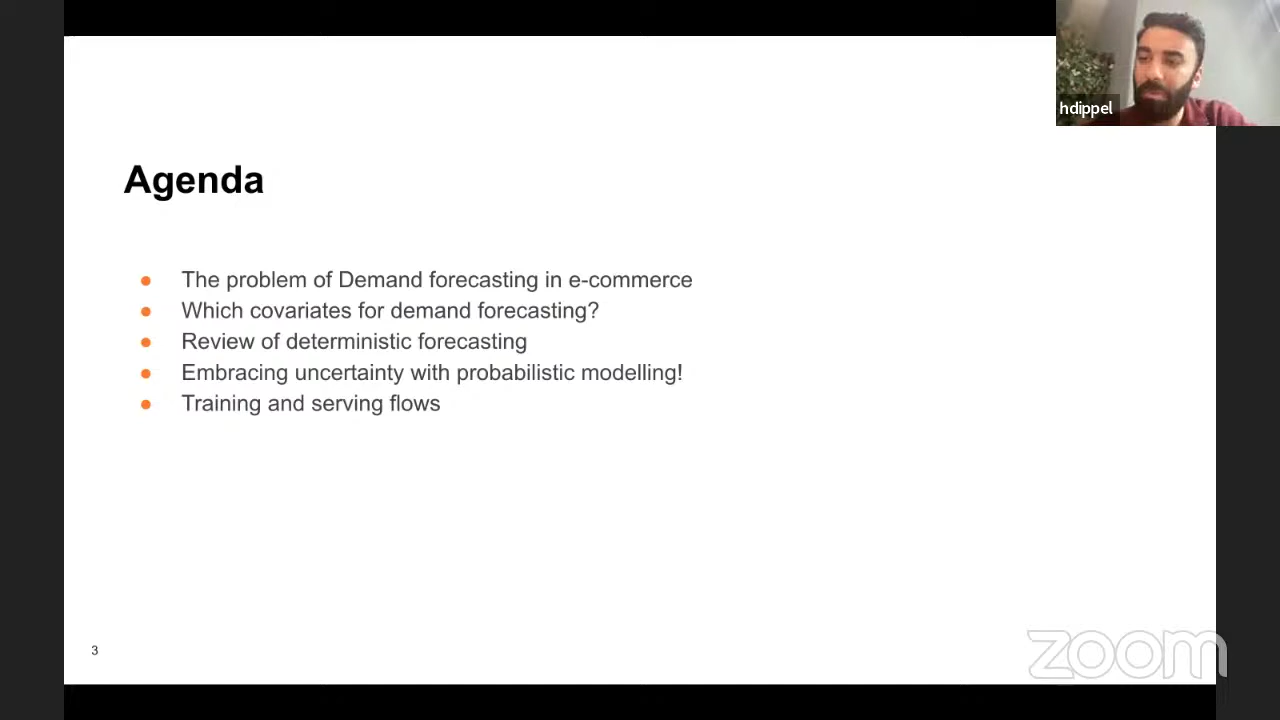 hdippel
Agenda
The problem of Demand forecasting in e-commerce
Which covariates for demand forecasting?
Review of deterministic forecasting
Embracing uncertainty with probabilistic modelling!
Training and serving flows
3
zoom